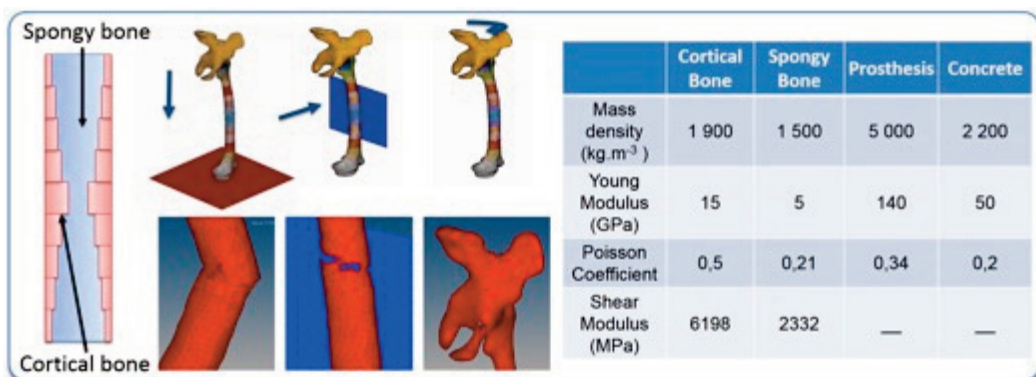 Spongy bone
Cortical bone
Cortical Bone Spongy Bone Prosthesis Concrete
Mass density (kg.m⁻³ ) 1 900 1 500 5 000 2 200
Young Modulus (GPa) 15 5 140 50
Poisson Coefficient 0,5 0,21 0,34 0,2
Shear Modulus (MPa) 6198 2332 — —